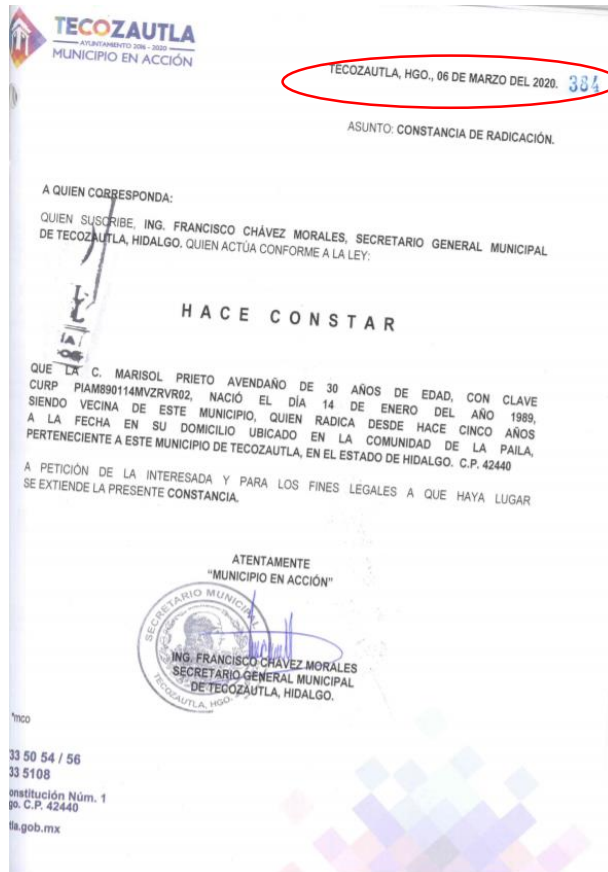 TECOZAUTLA
AYUNTAMIENTO 2016 - 2020
MUNICIPIO EN ACCIÓN
TECOZAUTLA, HGO., 06 DE MARZO DEL 2020. 384
ASUNTO: CONSTANCIA DE RADICACIÓN.
A QUIEN CORRESPONDA:
QUIEN SUSCRIBE, ING. FRANCISCO CHÁVEZ MORALES, SECRETARIO GENERAL MUNICIPAL
DE TECOZAUTLA, HIDALGO. QUIEN ACTÚA CONFORME A LA LEY:
HACE CONSTAR
QUE LA C. MARISOL PRIETO AVENDAÑO DE 30 AÑOS DE EDAD, CON CLAVE
CURP PIAM890114MVZRVR02, NACIÓ EL DÍA 14 DE ENERO DEL AÑO 1989,
SIENDO VECINA DE ESTE MUNICIPIO, QUIEN RADICA DESDE HACE CINCO AÑOS
A LA FECHA EN SU DOMICILIO UBICADO EN LA COMUNIDAD DE LA PAILA,
PERTENECIENTE A ESTE MUNICIPIO DE TECOZAUTLA, EN EL ESTADO DE HIDALGO. C.P. 42440
A PETICIÓN DE LA INTERESADA Y PARA LOS FINES LEGALES A QUE HAYA LUGAR
SE EXTIENDE LA PRESENTE CONSTANCIA.
ATENTAMENTE
"MUNICIPIO EN ACCIÓN"
SECRETARIO MUNICIPAL
TECOZAUTLA, HGO.
ING. FRANCISCO CHÁVEZ MORALES
SECRETARIO GENERAL MUNICIPAL
DE TECOZAUTLA, HIDALGO.
*mco
33 50 54 / 56
33 5108
onstitución Núm. 1
go. C.P. 42440
tla.gob.mx